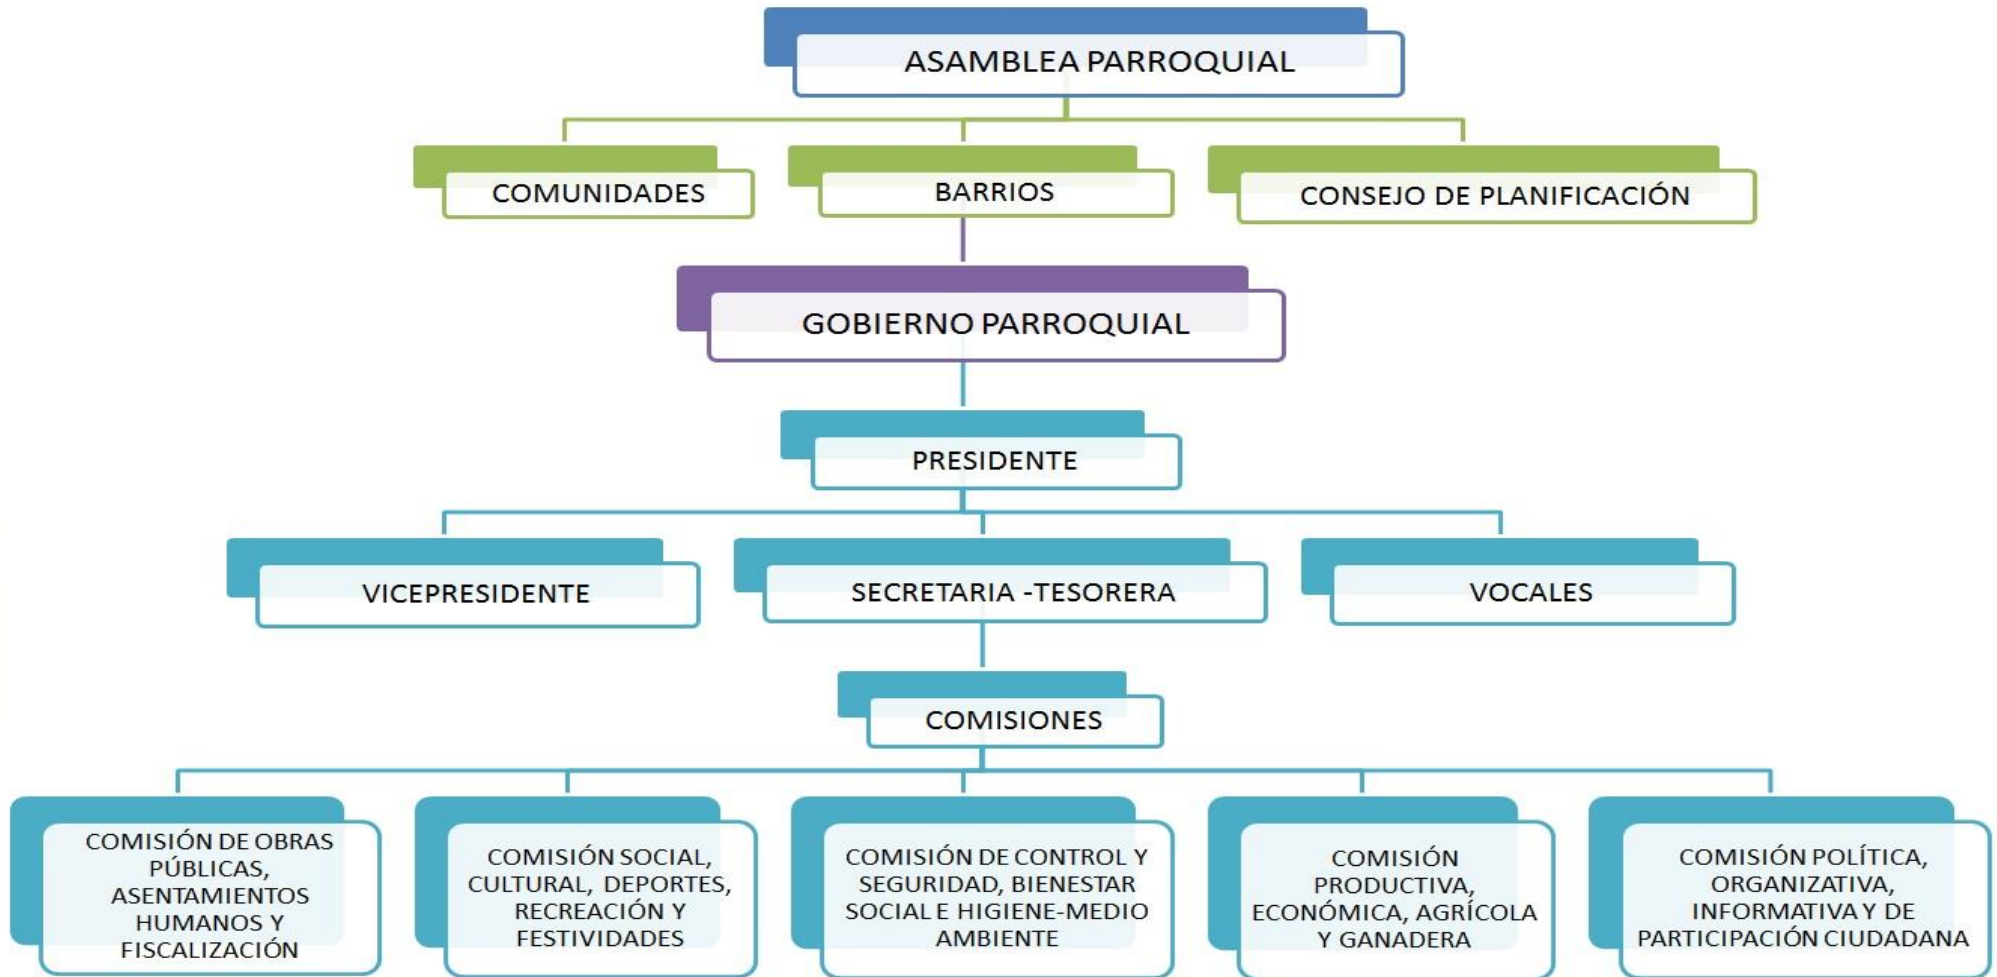 ASAMBLEA PARROQUIAL
COMUNIDADES
BARRIOS
CONSEJO DE PLANIFICACIÓN
GOBIERNO PARROQUIAL
PRESIDENTE
VICEPRESIDENTE
SECRETARIA -TESORERA
VOCALES
COMISIONES
COMISIÓN DE OBRAS
PÚBLICAS,
ASENTAMIENTOS
HUMANOS Y
FISCALIZACIÓN
COMISIÓN SOCIAL,
CULTURAL, DEPORTES,
RECREACIÓN Y
FESTIVIDADES
COMISIÓN DE CONTROL Y
SEGURIDAD, BIENESTAR
SOCIAL E HIGIENE-MEDIO
AMBIENTE
COMISIÓN
PRODUCTIVA,
ECONÓMICA, AGRÍCOLA
Y GANADERA
COMISIÓN POLÍTICA,
ORGANIZATIVA,
INFORMATIVA Y DE
PARTICIPACIÓN CIUDADANA